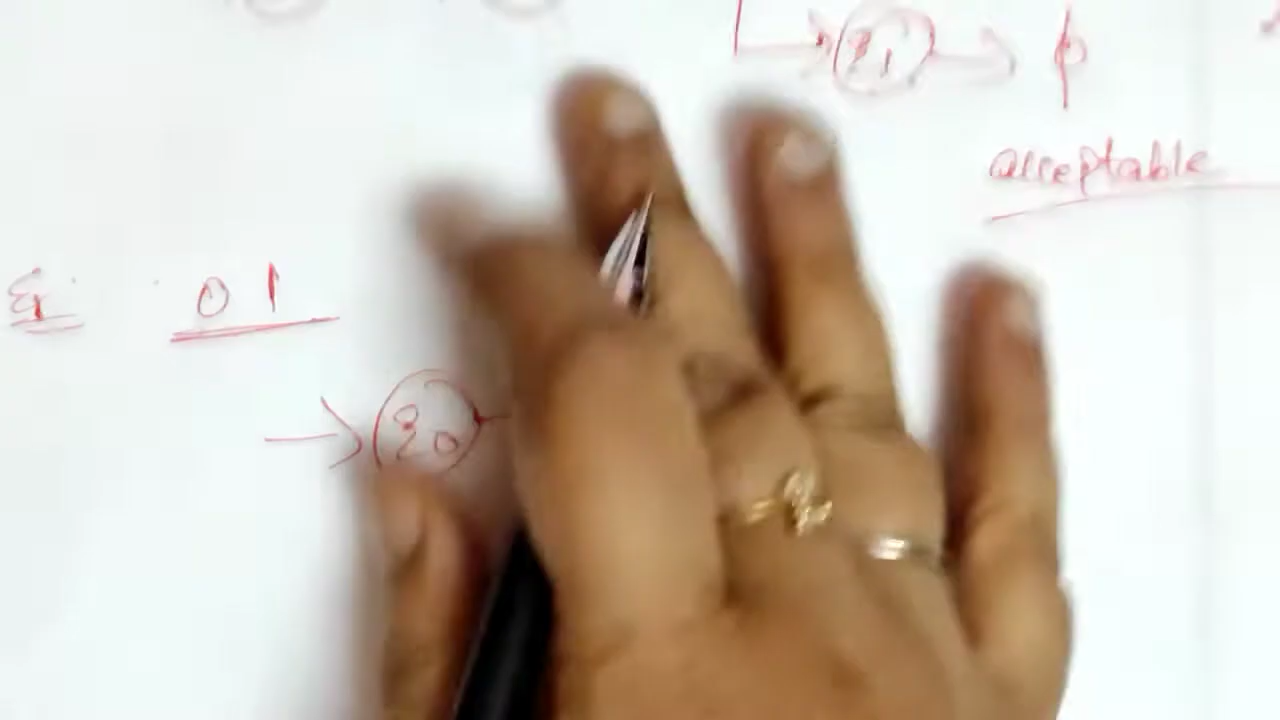 q1 → ϕ
acceptable
Ex: 0 1
→ q0